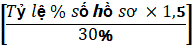 [Tỷ lệ % số hồ sơ × 1,5]
30%